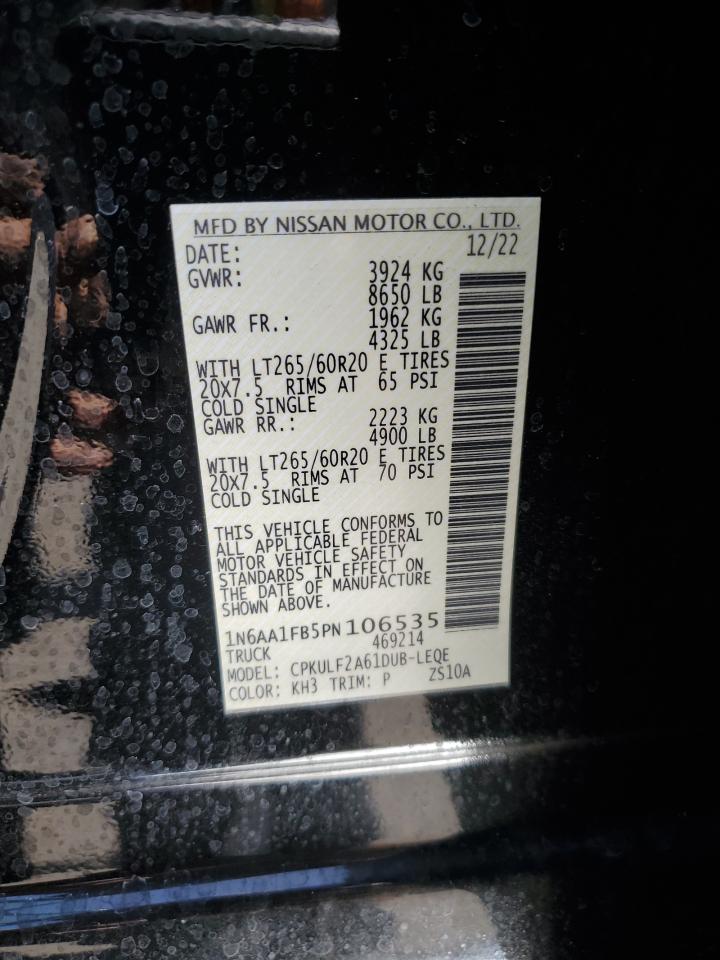 MFD BY NISSAN MOTOR CO., LTD.
DATE: 12/22
GVWR: 3924 KG
8650 LB
GAWR FR.: 1962 KG
4325 LB
WITH LT265/60R20 E TIRES
20X7.5 RIMS AT 65 PSI
COLD SINGLE
GAWR RR.: 2223 KG
4900 LB
WITH LT265/60R20 E TIRES
20X7.5 RIMS AT 70 PSI
COLD SINGLE
THIS VEHICLE CONFORMS TO
ALL APPLICABLE FEDERAL
MOTOR VEHICLE SAFETY
STANDARDS IN EFFECT ON
THE DATE OF MANUFACTURE
SHOWN ABOVE.
1N6AA1FB5PN106535
TRUCK 469214
MODEL: CPKULF2A61DUB-LEQE
COLOR: KH3 TRIM: P ZS10A